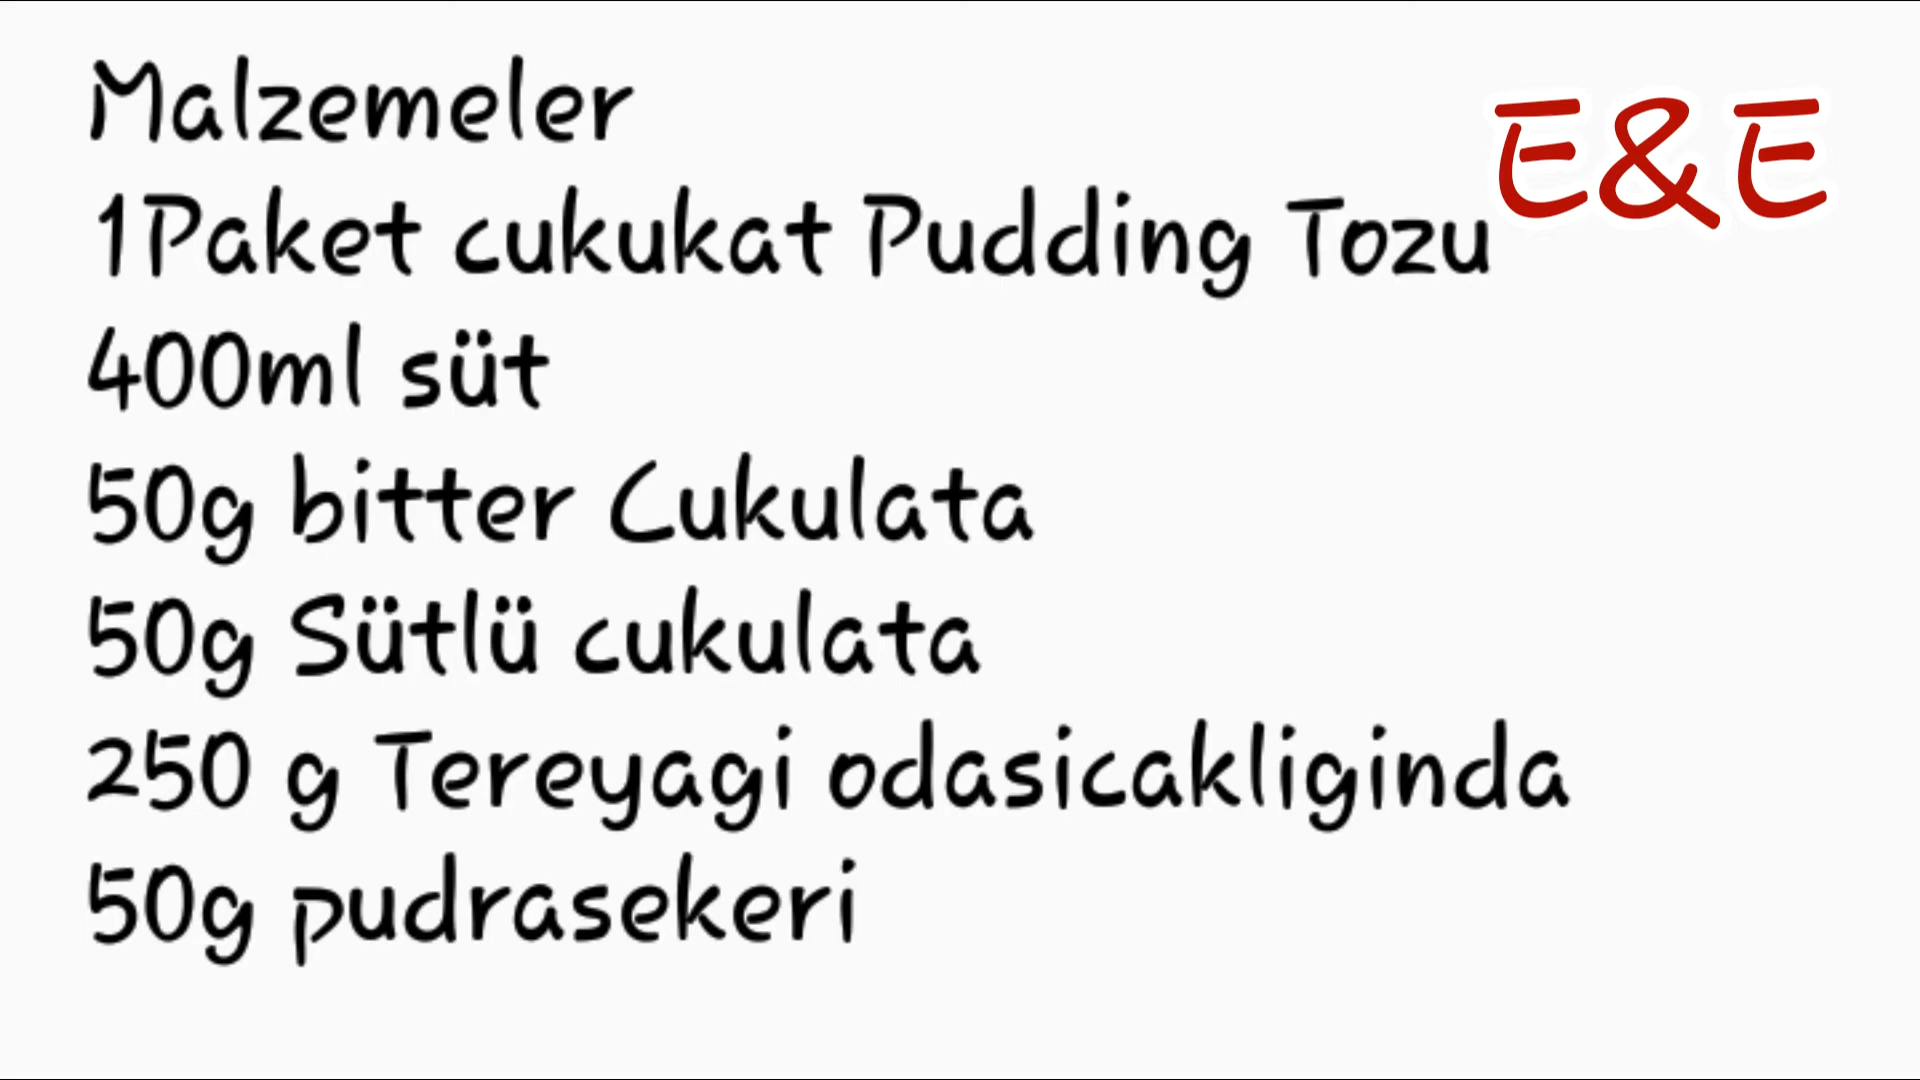 Malzemeler
E&E
1Paket cukukat Pudding Tozu
400ml süt
50g bitter Cukulata
50g Sütlü cukulata
250 g Tereyagi odasicakliginda
50g pudrasekeri